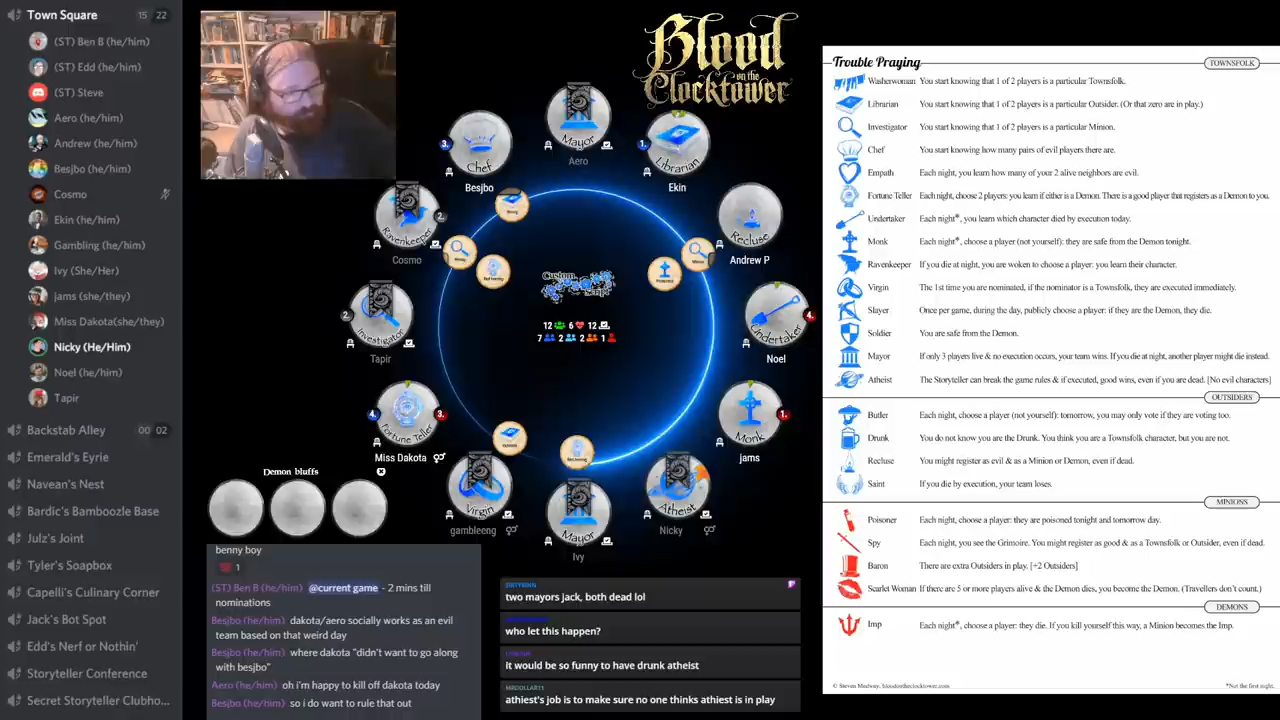 Town Square 15 22
(ST) Ben B (he/him)
(ST) Edd (he/him)
(ST) Steve
Aero (he/him)
Andrew (he/him)
Besjbo (he/him)
Cosmo
Ekin (he/him)
Gambling (he/him)
Ivy (She/Her)
jams (she/they)
Miss Dakota(she/they)
Nicky (He/Him)
Noel (he/him)
Tapir
Backstab Alley 00 02
Emerald's Eyrie
Navean's Nest
Bardic's Bamboozle Base
Julz's Joint
Tyler's Soapbox
Capelli's Culinary Corner
Jack's Hot Spot
Edd's Nerf or Nothin'
Storyteller Conference
Secret Storyteller Clubho...
Blood
on the
Clocktower
Mayor
Aero
3
Chef
Besjbo
1
Librarian
Ekin
Ravenkeeper
2
Cosmo
Recluse
Andrew P
2
Investigator
Tapir
Undertaker
4
Noel
4
Fortune Teller
3
Miss Dakota
Monk
1
jams
Virgin
gambleeng
Mayor
Ivy
Atheist
Nicky
Custom
Script
12 6 12
7 2 2 1
Demon bluffs
benny boy
1
(ST) Ben B (he/him) @current game - 2 mins till
nominations
Besjbo (he/him) dakota/aero socially works as an evil
team based on that weird day
Besjbo (he/him) where dakota "didn't want to go along
with besjbo"
Aero (he/him) oh i'm happy to kill off dakota today
Besjbo (he/him) so i do want to rule that out
two mayors jack, both dead lol
who let this happen?
it would be so funny to have drunk atheist
MRDOLLAR11
athiest's job is to make sure no one thinks athiest is in play
Trouble Praying
TOWNSFOLK
Washerwoman You start knowing that 1 of 2 players is a particular Townsfolk.
Librarian You start knowing that 1 of 2 players is a particular Outsider. (Or that zero are in play.)
Investigator You start knowing that 1 of 2 players is a particular Minion.
Chef You start knowing how many pairs of evil players there are.
Empath Each night, you learn how many of your 2 alive neighbors are evil.
Fortune Teller Each night, choose 2 players: you learn if either is a Demon. There is a good player that registers as a Demon to you.
Undertaker Each night*, you learn which character died by execution today.
Monk Each night*, choose a player (not yourself): they are safe from the Demon tonight.
Ravenkeeper If you die at night, you are woken to choose a player: you learn their character.
Virgin The 1st time you are nominated, if the nominator is a Townsfolk, they are executed immediately.
Slayer Once per game, during the day, publicly choose a player: if they are the Demon, they die.
Soldier You are safe from the Demon.
Mayor If only 3 players live & no execution occurs, your team wins. If you die at night, another player might die instead.
Atheist The Storyteller can break the game rules & if executed, good wins, even if you are dead. [No evil characters]
OUTSIDERS
Butler Each night, choose a player (not yourself): tomorrow, you may only vote if they are voting too.
Drunk You do not know you are the Drunk. You think you are a Townsfolk character, but you are not.
Recluse You might register as evil & as a Minion or Demon, even if dead.
Saint If you die by execution, your team loses.
MINIONS
Poisoner Each night, choose a player: they are poisoned tonight and tomorrow day.
Spy Each night, you see the Grimoire. You might register as good & as a Townsfolk or Outsider, even if dead.
Baron There are extra Outsiders in play. [+2 Outsiders]
Scarlet Woman If there are 5 or more players alive & the Demon dies, you become the Demon. (Travellers don't count.)
DEMONS
Imp Each night*, choose a player: they die. If you kill yourself this way, a Minion becomes the Imp.
© Steven Medway, bloodontheclocktower.com
*Not the first night.